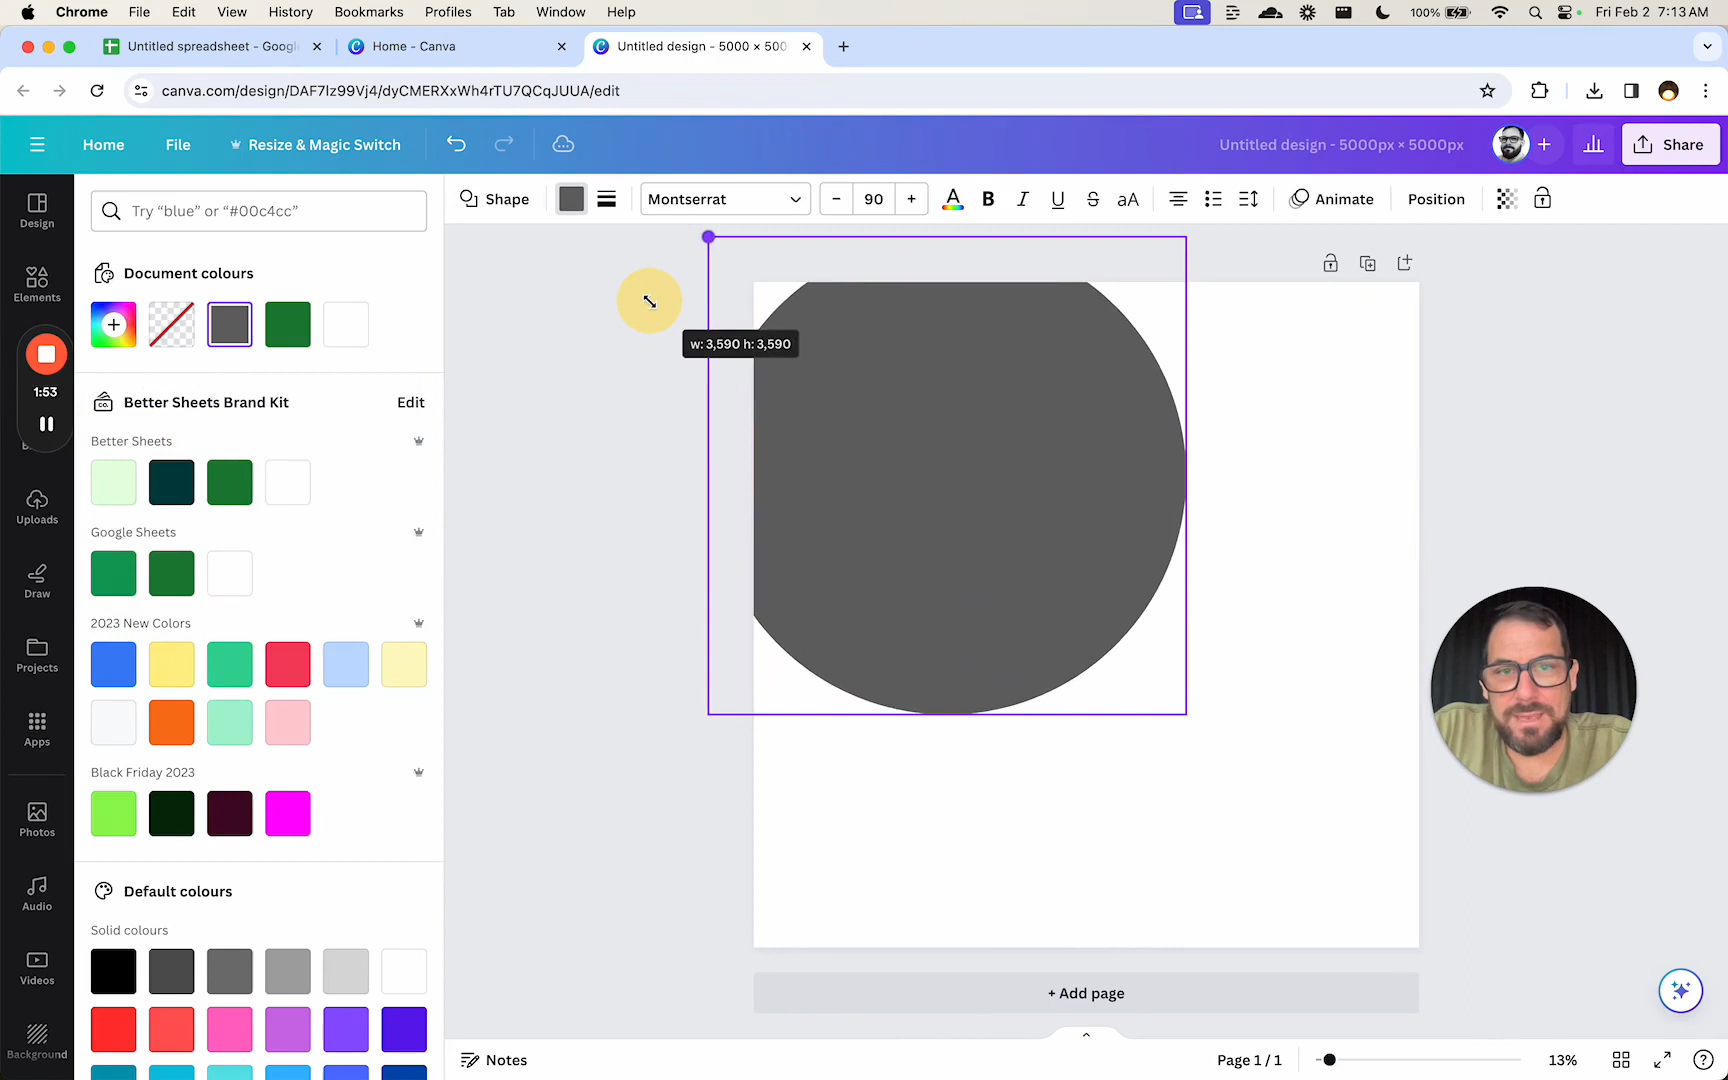 Chrome File Edit View History Bookmarks Profiles Tab Window Help 100% Fri Feb 2 7:13 AM
Untitled spreadsheet - Googl Home - Canva Untitled design - 5000 × 500
canva.com/design/DAF7lz99Vj4/dyCMERXxWh4rTU7QCqJUUA/edit
Home File Resize & Magic Switch Untitled design - 5000px × 5000px Share
Try “blue” or “#00c4cc”
Shape Montserrat 90 A B I U S aA Animate Position
Design
Document colours
Elements
w: 3,590 h: 3,590
1:53
Better Sheets Brand Kit Edit
Better Sheets
Uploads
Google Sheets
Draw
2023 New Colors
Projects
Apps
Black Friday 2023
Photos
Default colours
Audio
Solid colours
Videos
+ Add page
Background
Notes Page 1 / 1 13%